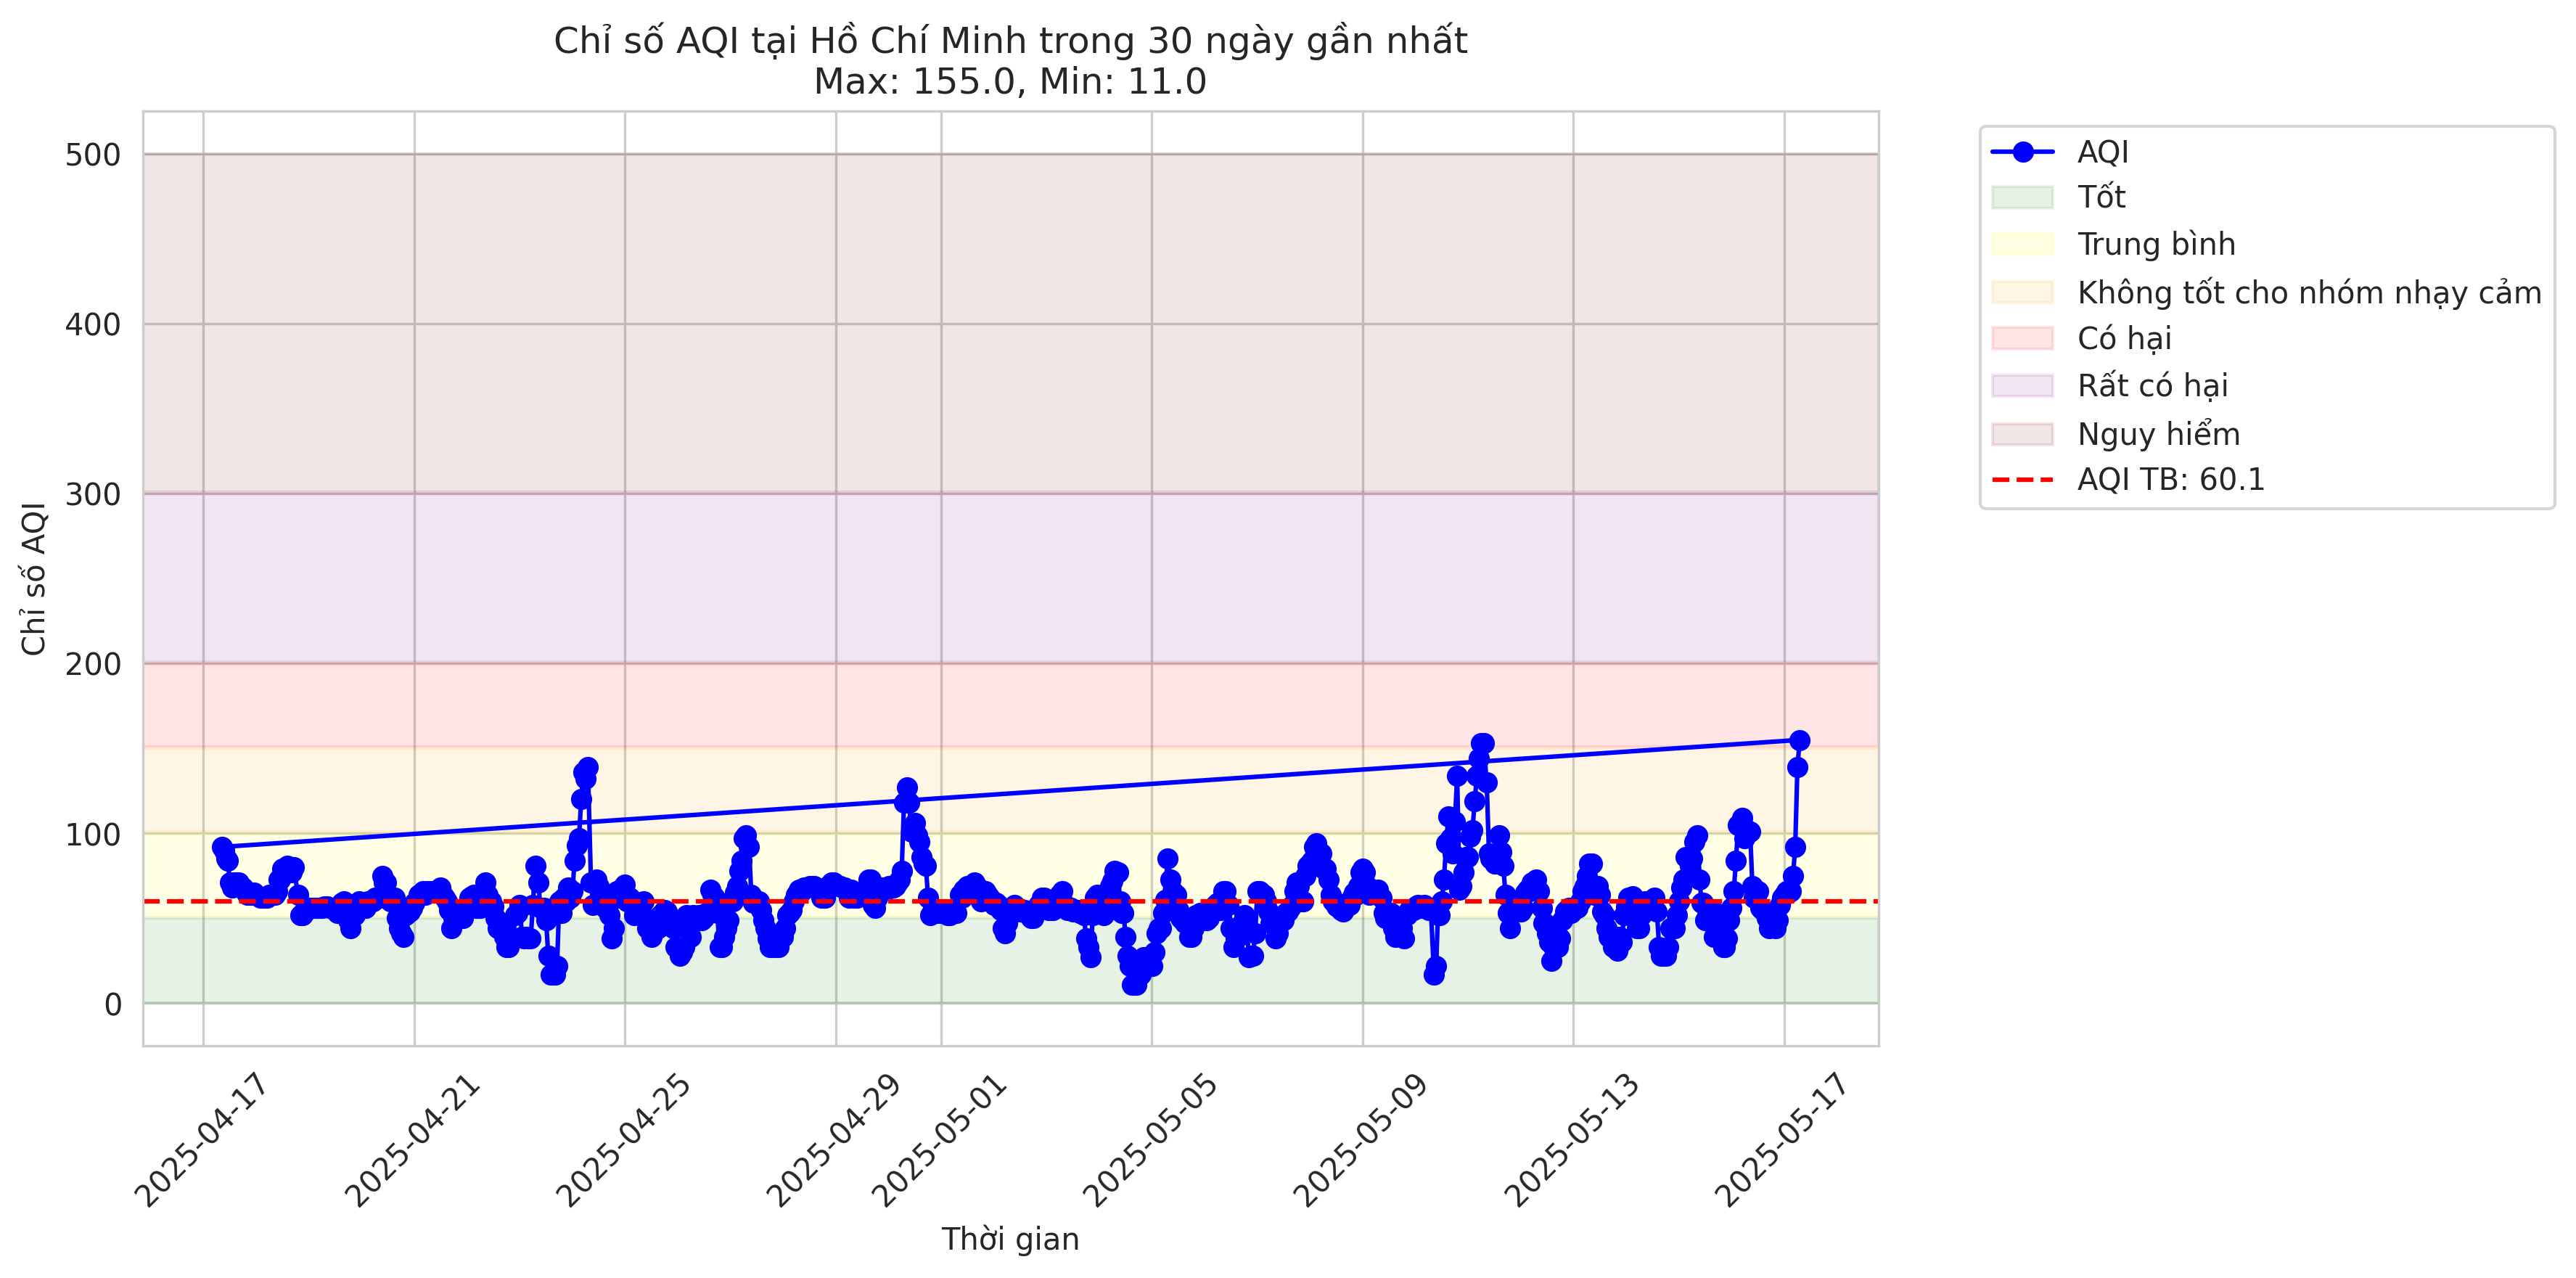 Chỉ số AQI tại Hồ Chí Minh trong 30 ngày gần nhất
Max: 155.0, Min: 11.0
Chỉ số AQI
500
400
300
200
100
0
2025-04-17
2025-04-21
2025-04-25
2025-04-29
2025-05-01
2025-05-05
2025-05-09
2025-05-13
2025-05-17
Thời gian
AQI
Tốt
Trung bình
Không tốt cho nhóm nhạy cảm
Có hại
Rất có hại
Nguy hiểm
AQI TB: 60.1